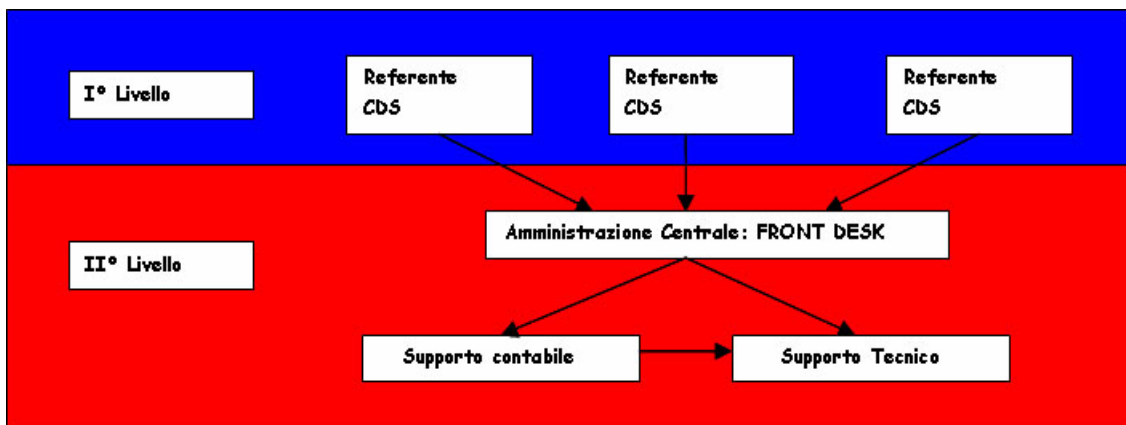 I° Livello
Referente
CDS
Referente
CDS
Referente
CDS
Amministrazione Centrale: FRONT DESK
II° Livello
Supporto contabile
Supporto Tecnico